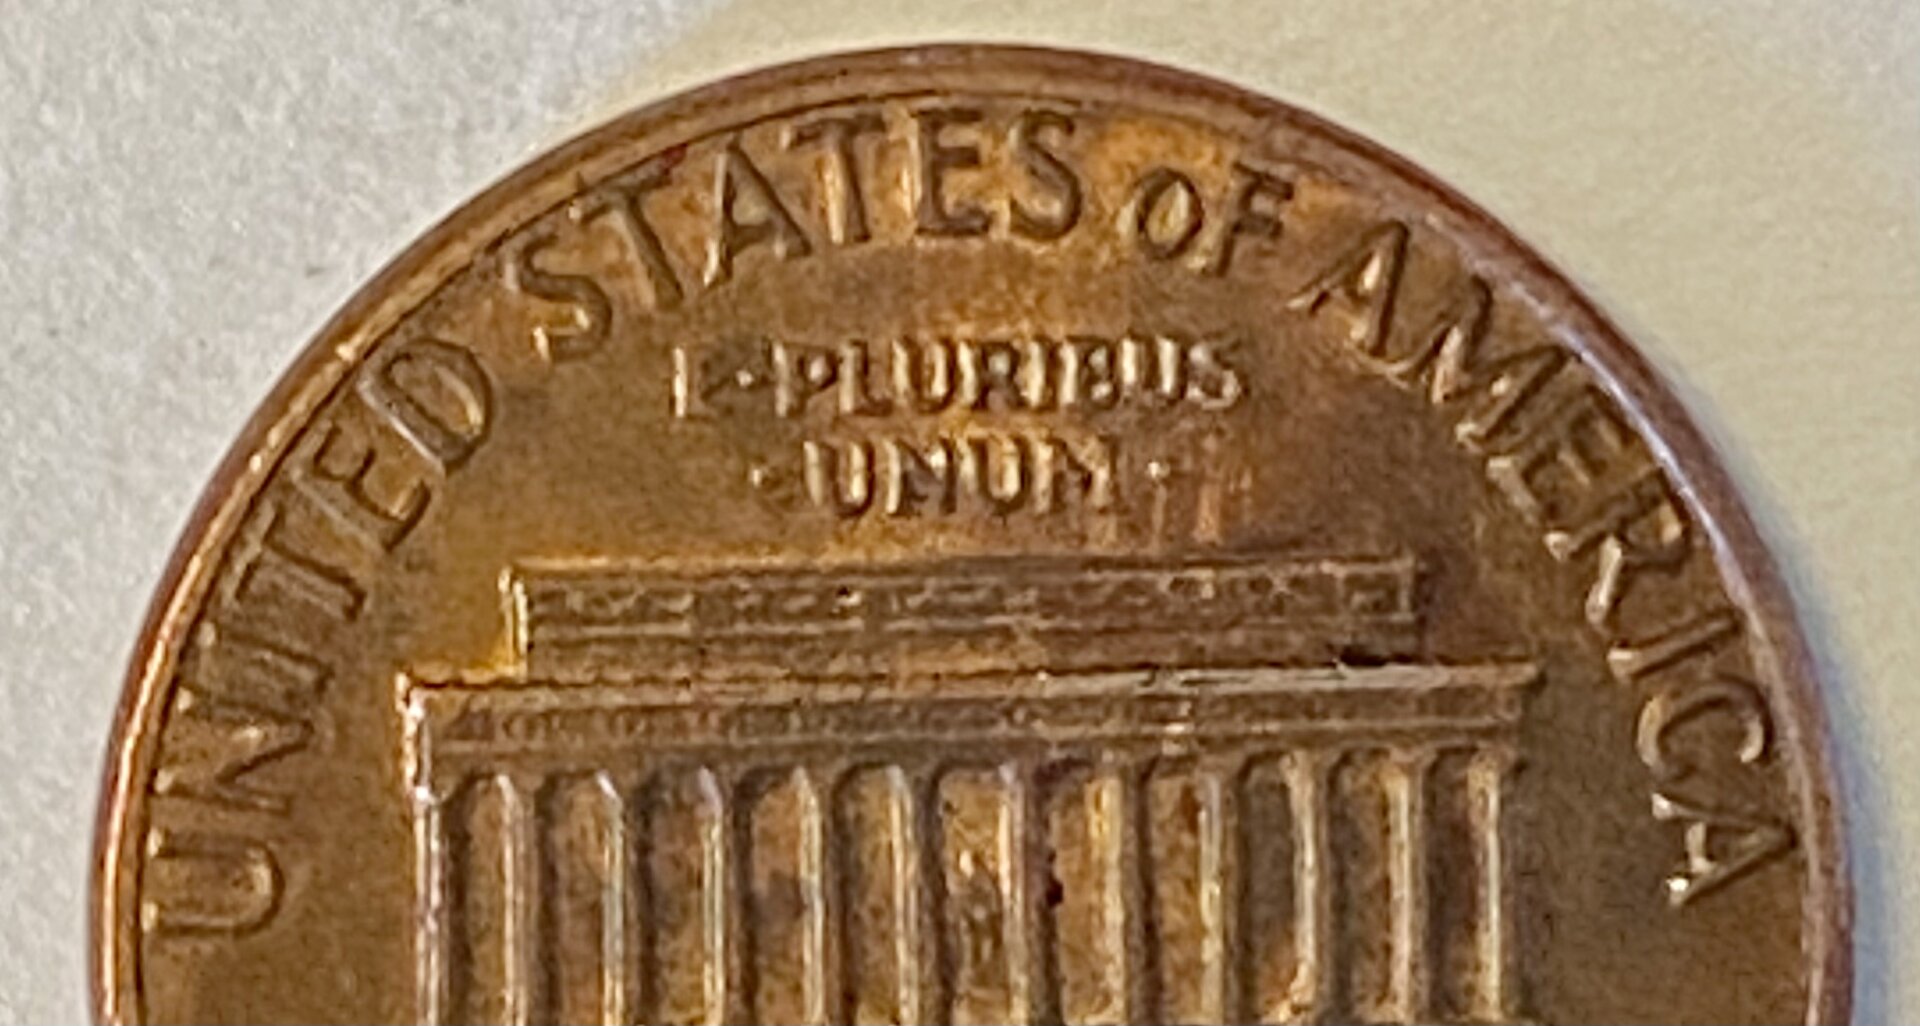 UNITED STATES OF AMERICA
E·PLURIBUS
·UNUM·